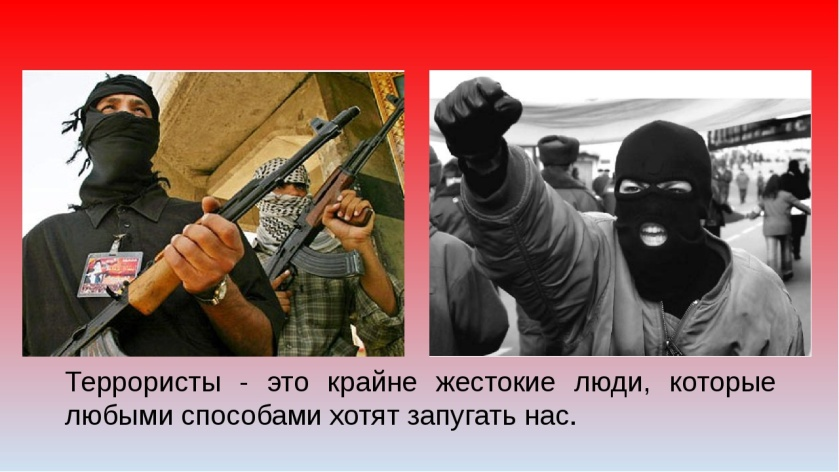 Террористы - это крайне жестокие люди, которые
любыми способами хотят запугать нас.